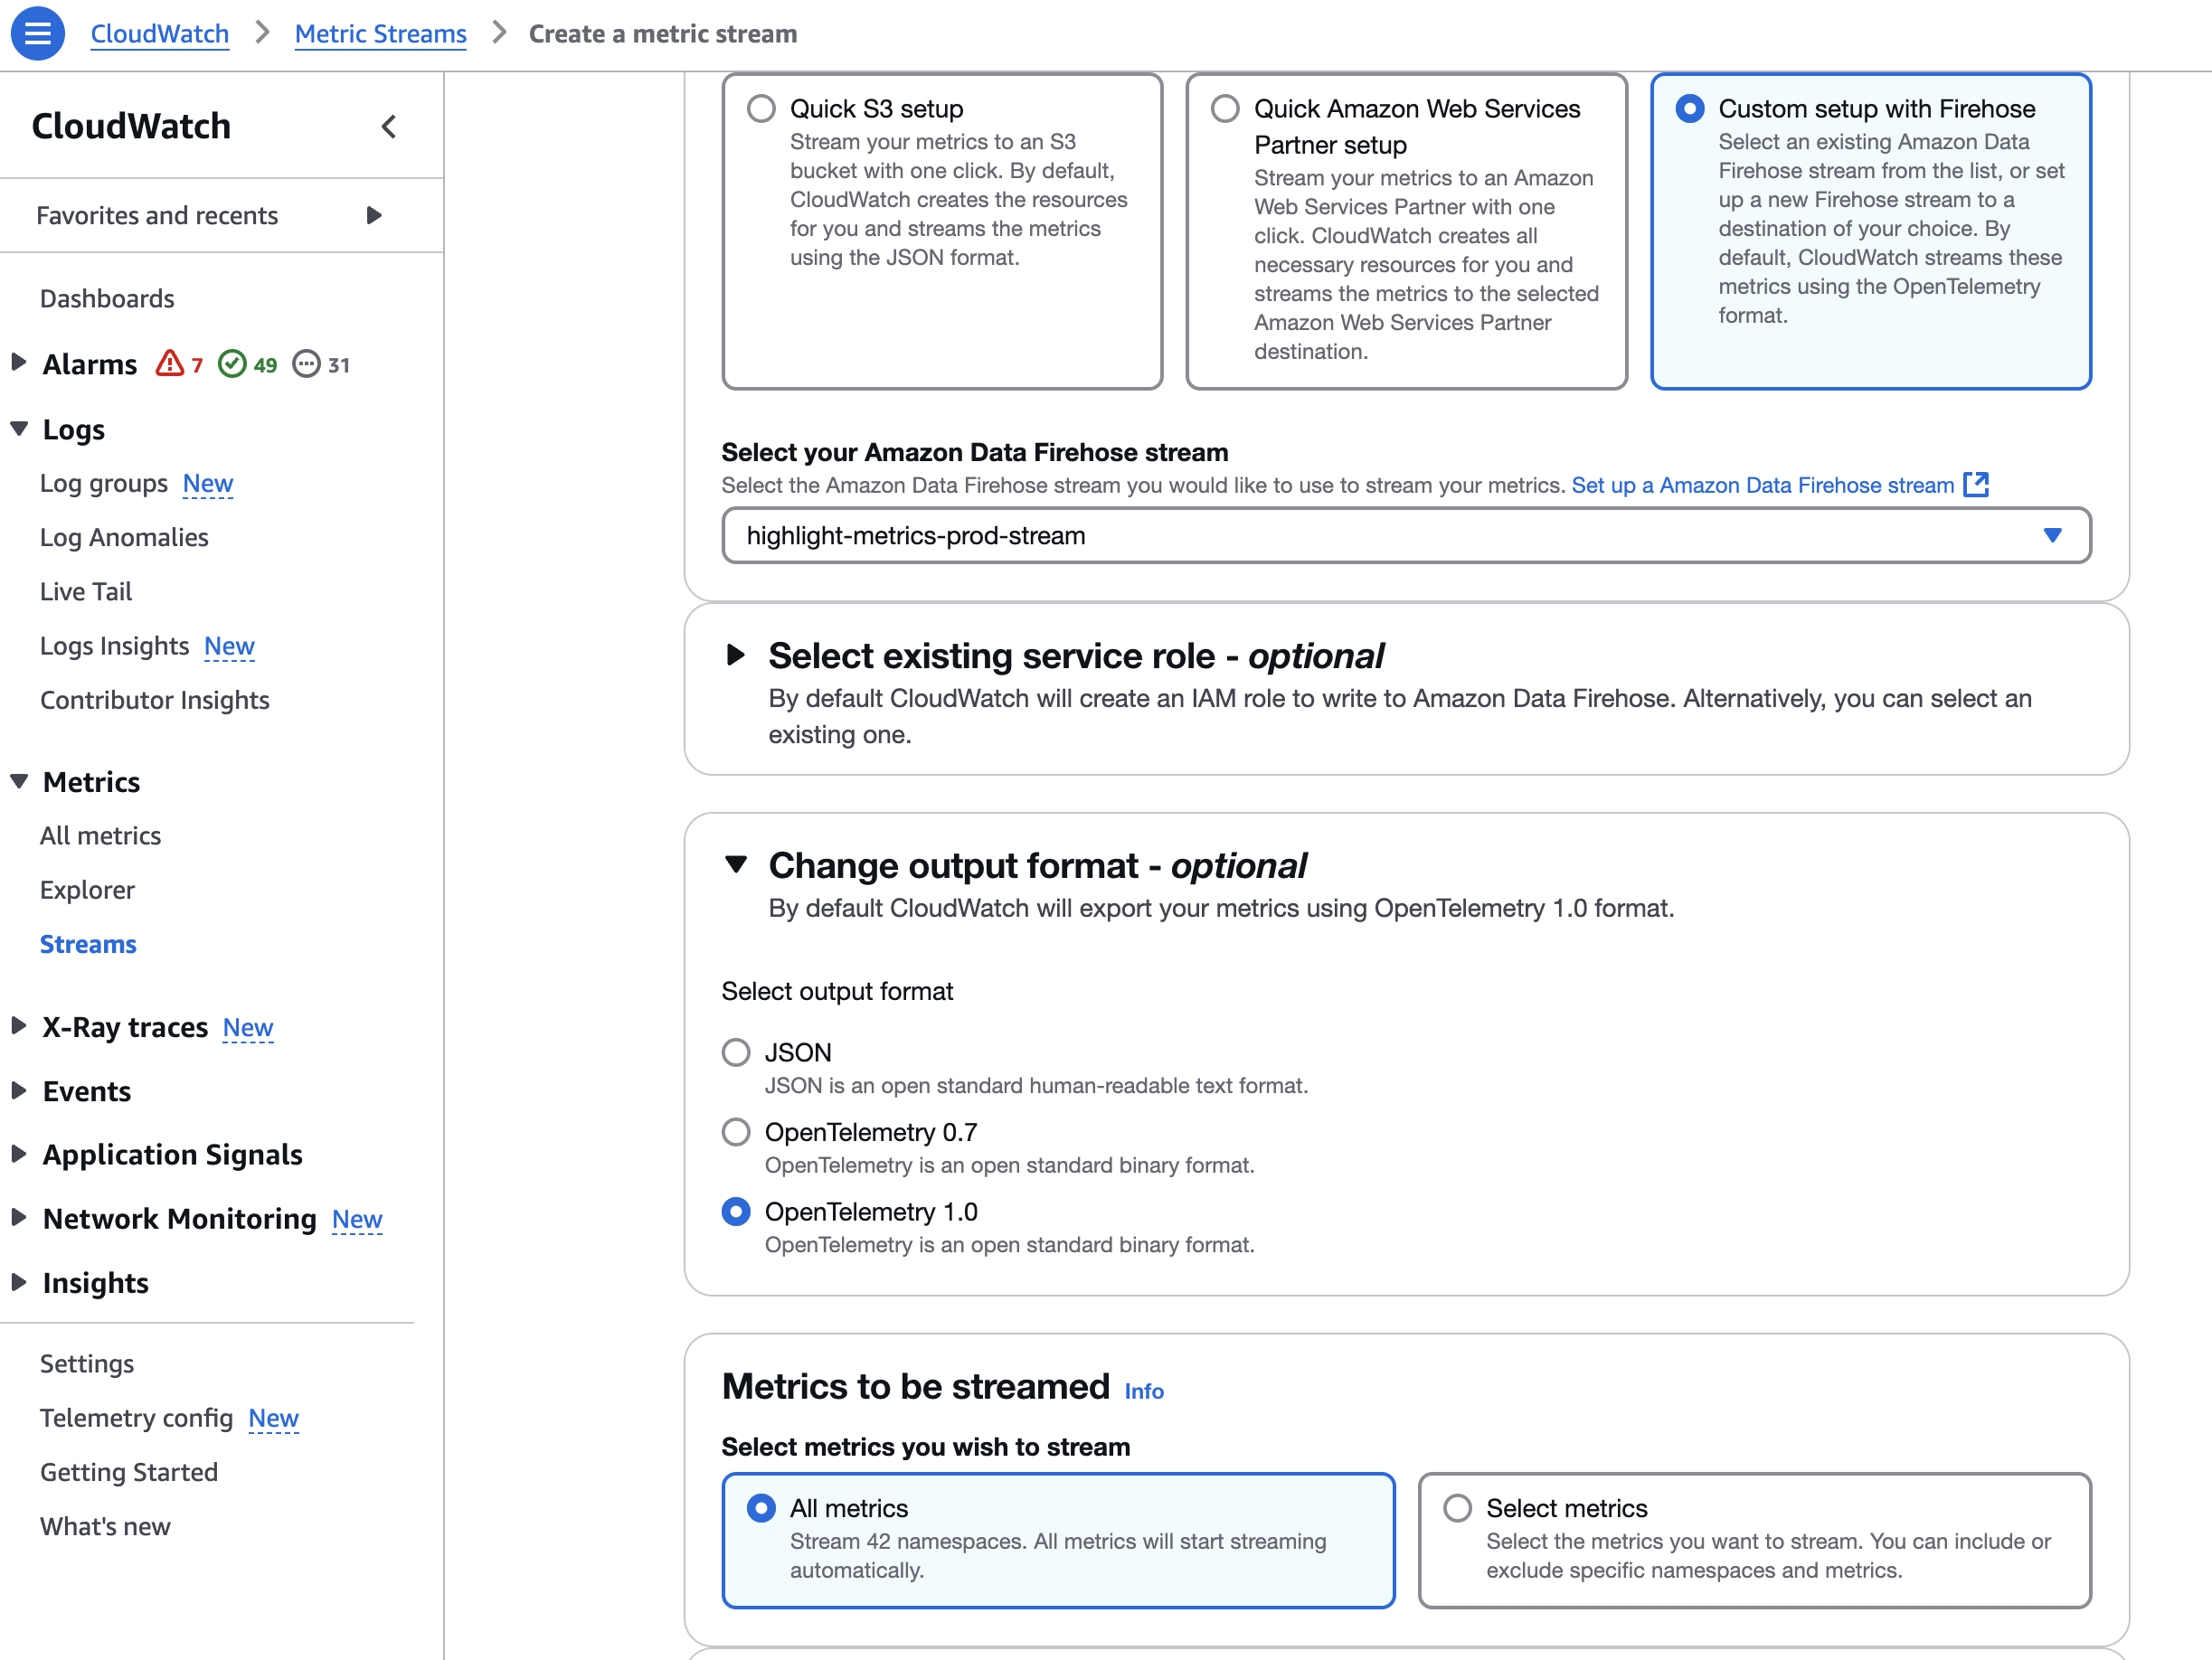 CloudWatch > Metric Streams > Create a metric stream
CloudWatch
Favorites and recents
Dashboards
Alarms 7 49 31
Logs
Log groups New
Log Anomalies
Live Tail
Logs Insights New
Contributor Insights
Metrics
All metrics
Explorer
Streams
X-Ray traces New
Events
Application Signals
Network Monitoring New
Insights
Settings
Telemetry config New
Getting Started
What's new
Quick S3 setup
Stream your metrics to an S3
bucket with one click. By default,
CloudWatch creates the resources
for you and streams the metrics
using the JSON format.
Quick Amazon Web Services
Partner setup
Stream your metrics to an Amazon
Web Services Partner with one
click. CloudWatch creates all
necessary resources for you and
streams the metrics to the selected
Amazon Web Services Partner
destination.
Custom setup with Firehose
Select an existing Amazon Data
Firehose stream from the list, or set
up a new Firehose stream to a
destination of your choice. By
default, CloudWatch streams these
metrics using the OpenTelemetry
format.
Select your Amazon Data Firehose stream
Select the Amazon Data Firehose stream you would like to use to stream your metrics. Set up a Amazon Data Firehose stream
highlight-metrics-prod-stream
Select existing service role - optional
By default CloudWatch will create an IAM role to write to Amazon Data Firehose. Alternatively, you can select an
existing one.
Change output format - optional
By default CloudWatch will export your metrics using OpenTelemetry 1.0 format.
Select output format
JSON
JSON is an open standard human-readable text format.
OpenTelemetry 0.7
OpenTelemetry is an open standard binary format.
OpenTelemetry 1.0
OpenTelemetry is an open standard binary format.
Metrics to be streamed Info
Select metrics you wish to stream
All metrics
Stream 42 namespaces. All metrics will start streaming
automatically.
Select metrics
Select the metrics you want to stream. You can include or
exclude specific namespaces and metrics.